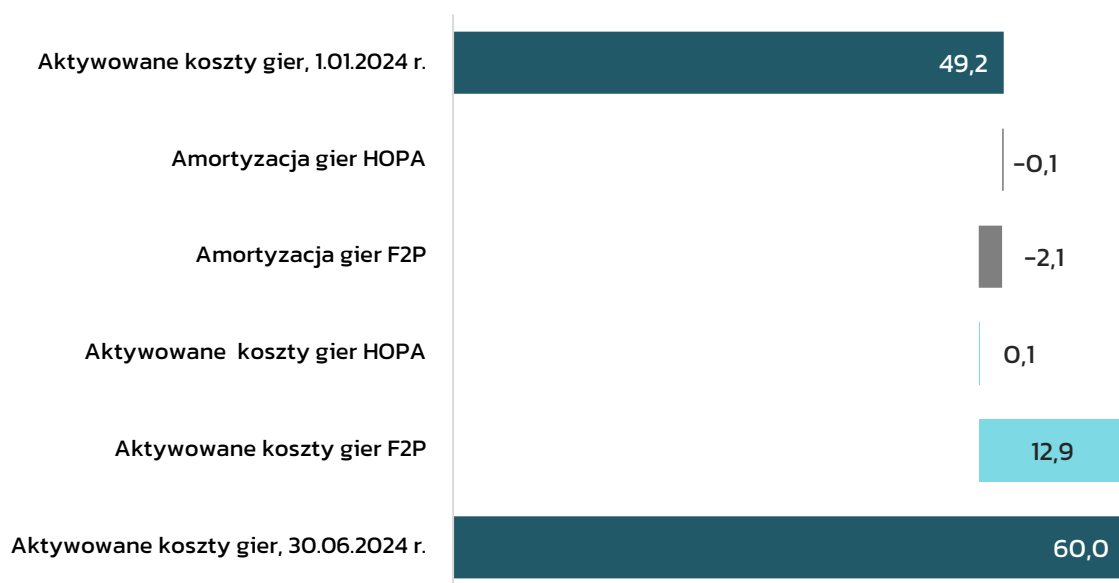 Aktywowane koszty gier, 1.01.2024 r. 49,2
Amortyzacja gier HOPA -0,1
Amortyzacja gier F2P -2,1
Aktywowane  koszty gier HOPA 0,1
Aktywowane koszty gier F2P 12,9
Aktywowane koszty gier, 30.06.2024 r. 60,0